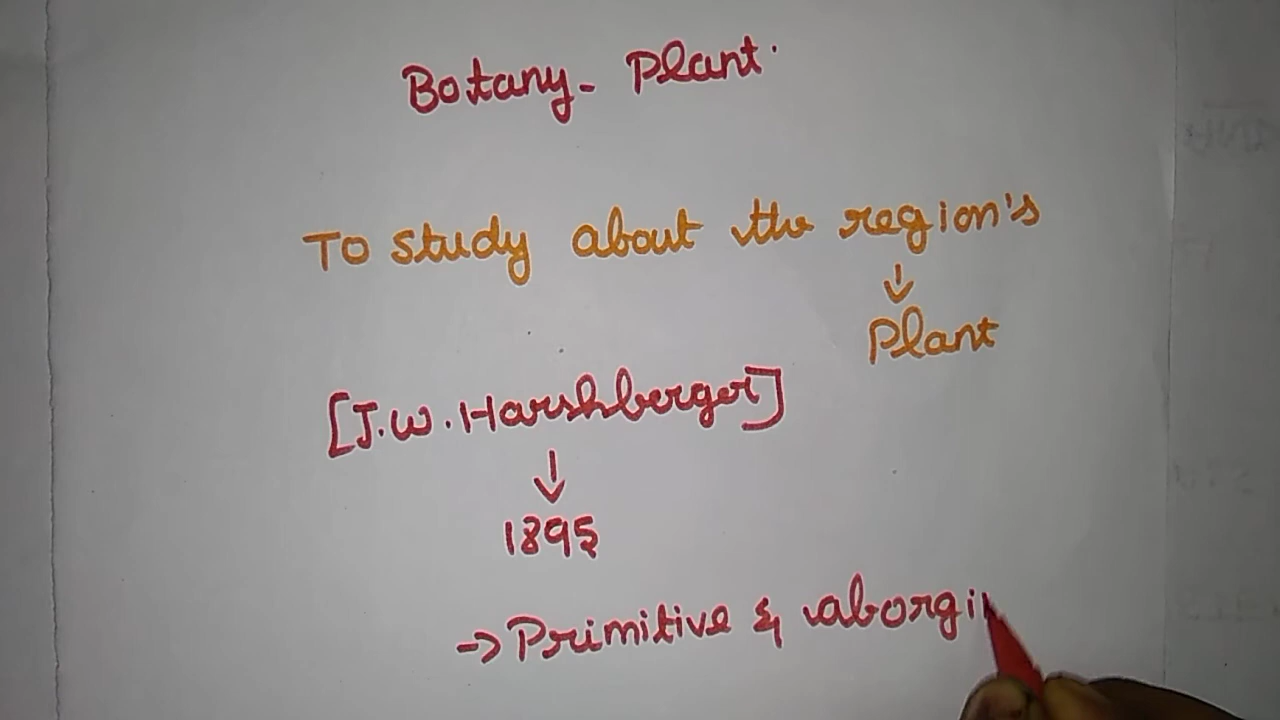 Botany - Plant.
To study about the region's
↓
Plant
[J.W. Harshberger]
↓
1895
→ Primitive & aborgi